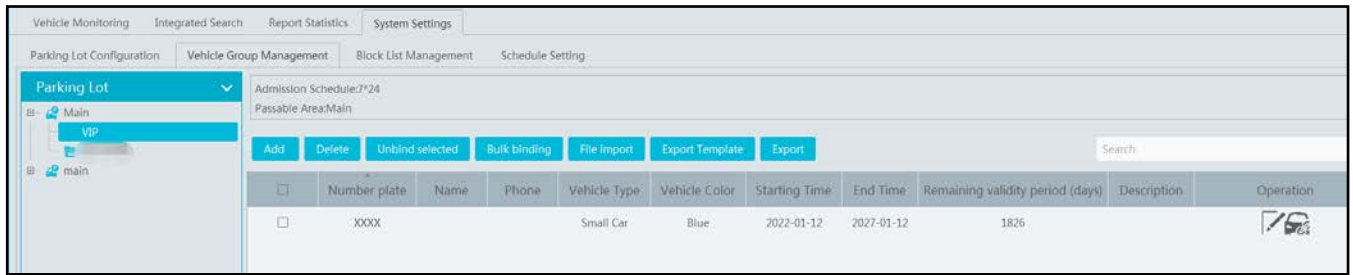 Vehicle Monitoring Integrated Search Report Statistics System Settings
Parking Lot Configuration Vehicle Group Management Block List Management Schedule Setting
Parking Lot
Main
VIP
main
Admission Schedule:7*24
Passable Area:Main
Add Delete Unbind selected Bulk binding File Import Export Template Export Search
Number plate Name Phone Vehicle Type Vehicle Color Starting Time End Time Remaining validity period (days) Description Operation
XXXX Small Car Blue 2022-01-12 2027-01-12 1826